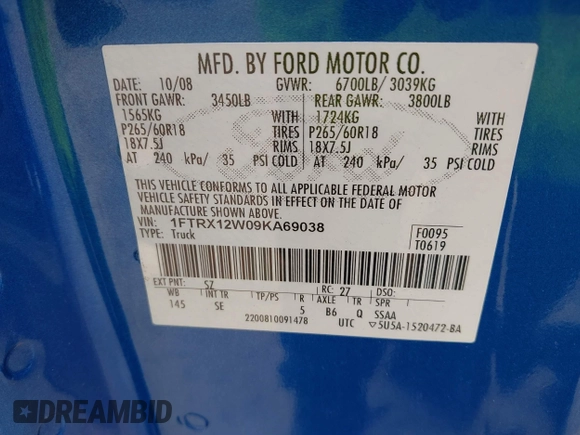 MFD. BY FORD MOTOR CO.
DATE: 10/08 GVWR: 6700LB/ 3039KG
FRONT GAWR: 3450LB REAR GAWR: 3800LB
1565KG WITH 1724KG WITH
P265/60R18 TIRES P265/60R18 TIRES
18X7.5J RIMS 18X7.5J RIMS
AT 240 kPa/ 35 PSI COLD AT 240 kPa/ 35 PSI COLD
THIS VEHICLE CONFORMS TO ALL APPLICABLE FEDERAL MOTOR
VEHICLE SAFETY STANDARDS IN EFFECT ON THE DATE OF
MANUFACTURE SHOWN ABOVE.
VIN: 1FTRX12W09KA69038 F0095
TYPE: Truck T0619
EXT PNT: SZ RC: 27 DSO:
WB INT TR TP/PS R AXLE TR SPR
145 SE 5 B6 Q SSAA
2200810091478 UTC ▽5U5A-1520472-BA
DREAMBID